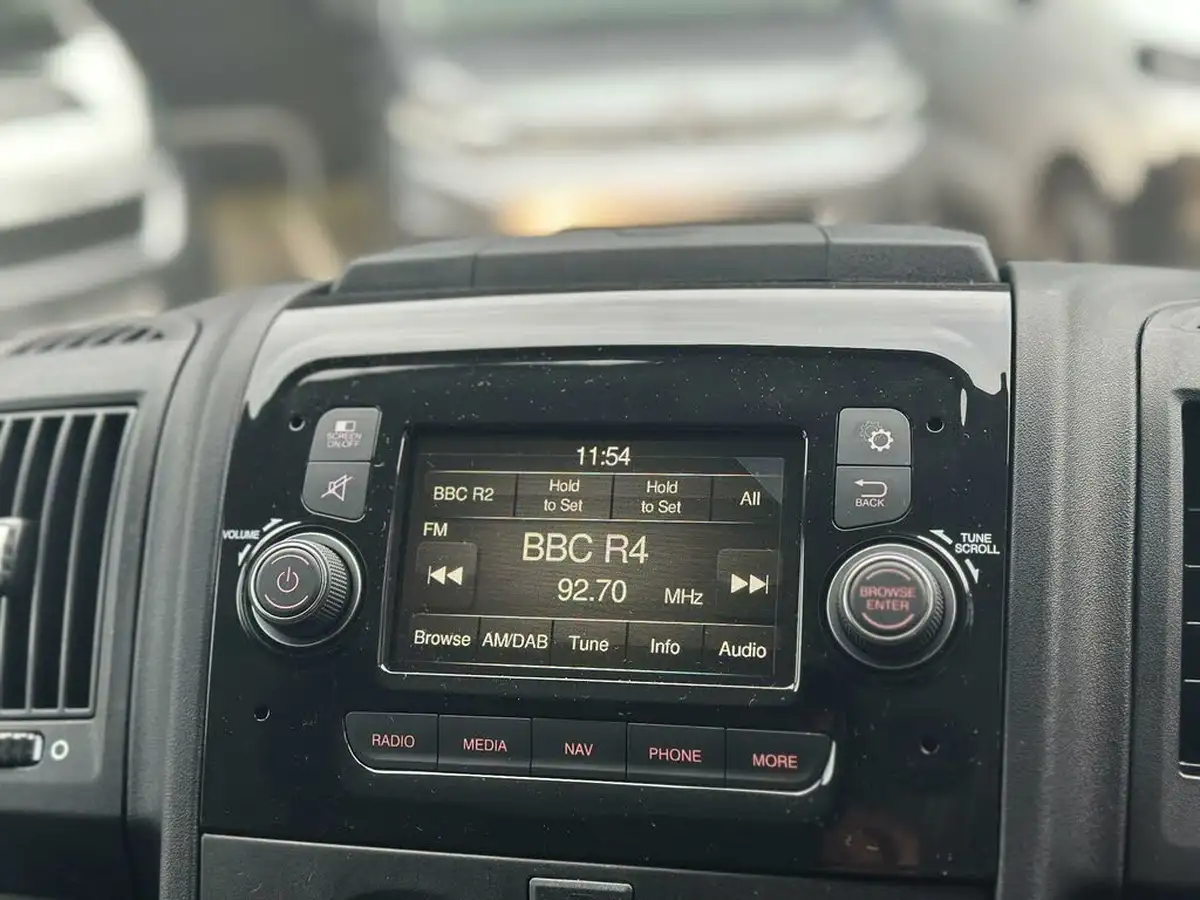 SCREEN
ON/OFF
VOLUME
11:54
BBC R2
Hold
to Set
Hold
to Set
All
FM
BBC R4
92.70 MHz
Browse AM/DAB Tune Info Audio
BACK
TUNE
SCROLL
BROWSE
ENTER
RADIO MEDIA NAV PHONE MORE